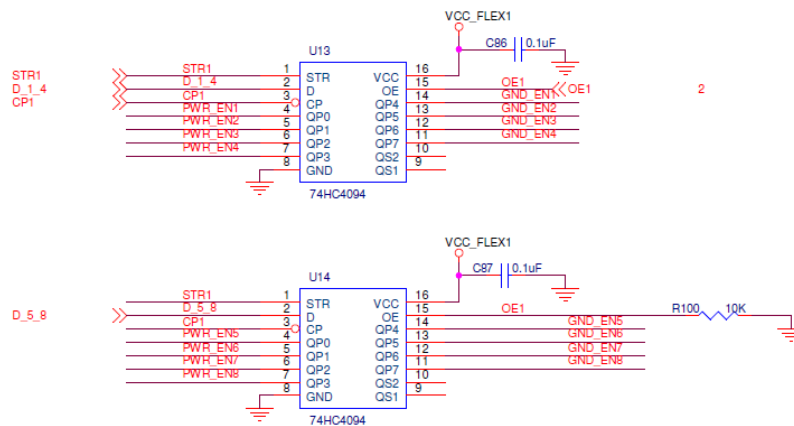 VCC_FLEX1
U13
C86 0.1uF
STR1 STR1 1 STR VCC 16
D_1_4 D_1_4 2 D OE 15 OE1 OE1 2
CP1 CP1 3 CP QP4 14 GND_EN1
PWR_EN1 4 QP0 QP5 13 GND_EN2
PWR_EN2 5 QP1 QP6 12 GND_EN3
PWR_EN3 6 QP2 QP7 11 GND_EN4
PWR_EN4 7 QP3 QS2 10
8 GND QS1 9
74HC4094
VCC_FLEX1
U14
C87 0.1uF
STR1 1 STR VCC 16
D_5_8 D_5_8 2 D OE 15 OE1 R100 10K
CP1 3 CP QP4 14 GND_EN5
PWR_EN5 4 QP0 QP5 13 GND_EN6
PWR_EN6 5 QP1 QP6 12 GND_EN7
PWR_EN7 6 QP2 QP7 11 GND_EN8
PWR_EN8 7 QP3 QS2 10
8 GND QS1 9
74HC4094